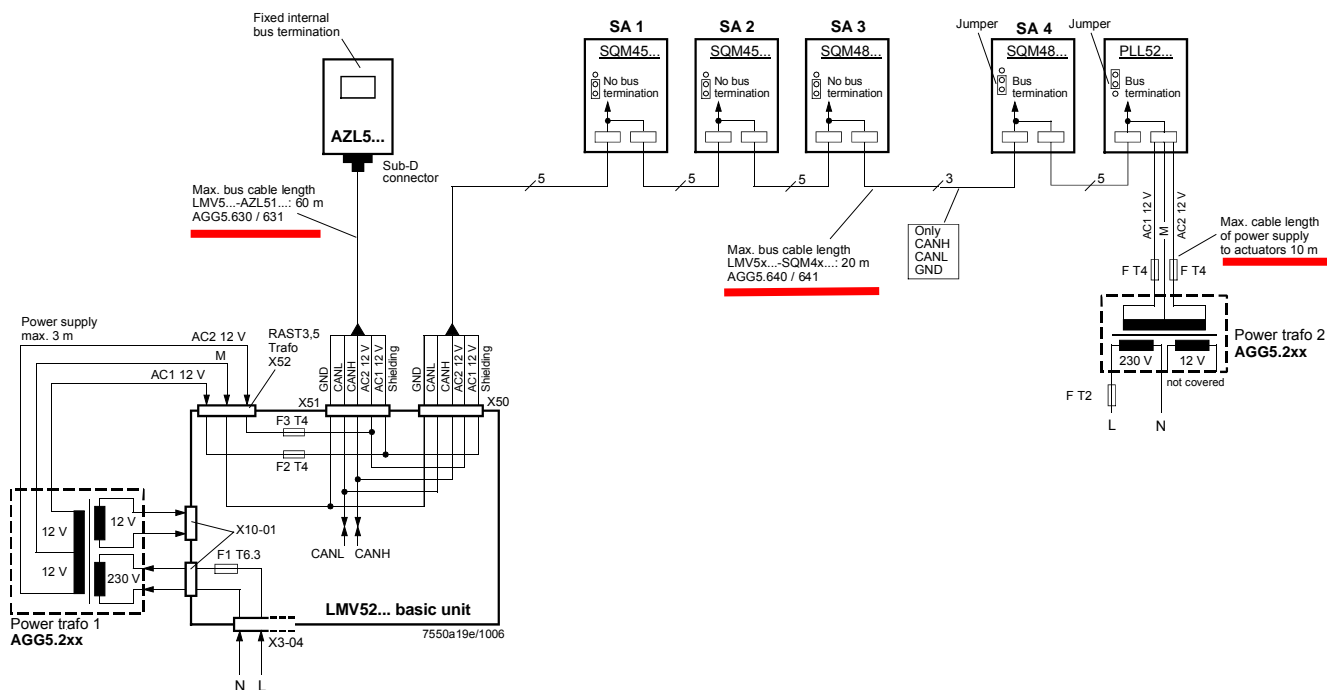 Fixed internal
bus termination
AZL5...
Sub-D
connector
Max. bus cable length
LMV5...-AZL51...: 60 m
AGG5.630 / 631
SA 1
SQM45...
No bus
termination
SA 2
SQM45...
No bus
termination
SA 3
SQM48...
No bus
termination
Jumper
SA 4
SQM48...
Bus
termination
Jumper
PLL52...
Bus
termination
5
5
5
3
5
Only
CANH
CANL
GND
Max. bus cable length
LMV5x...-SQM4x...: 20 m
AGG5.640 / 641
AC1 12 V
M
AC2 12 V
Max. cable length
of power supply
to actuators 10 m
F T4
F T4
Power trafo 2
AGG5.2xx
230 V
12 V
not covered
F T2
L
N
Power supply
max. 3 m
AC2 12 V
M
AC1 12 V
RAST3,5
Trafo
X52
GND
CANL
CANH
AC2 12 V
AC1 12 V
Shielding
GND
CANL
CANH
AC2 12 V
AC1 12 V
Shielding
X51
X50
F3 T4
F2 T4
12 V
12 V
12 V
230 V
X10-01
F1 T6.3
CANL
CANH
LMV52... basic unit
7550a19e/1006
Power trafo 1
AGG5.2xx
X3-04
N
L